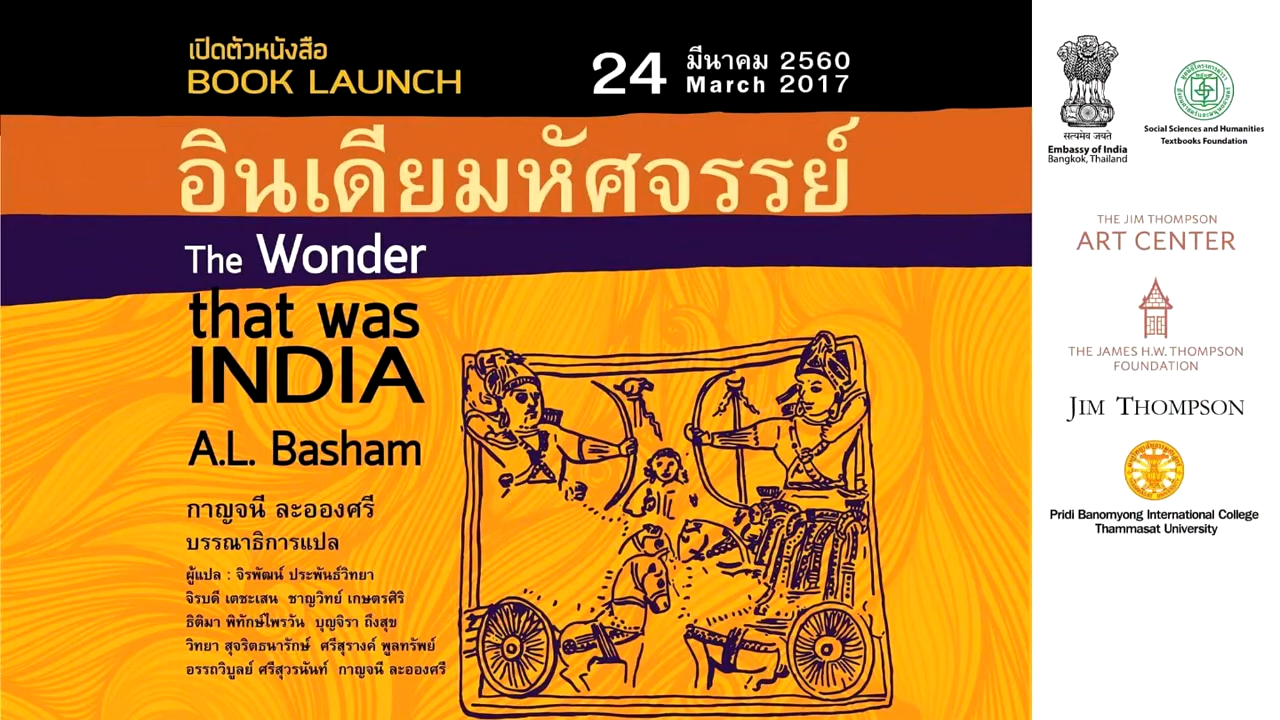 เปิดตัวหนังสือ
BOOK LAUNCH
24 มีนาคม 2560
March 2017
อินเดียมหัศจรรย์
The Wonder
that was
INDIA
A.L. Basham
กาญจนี ละอองศรี
บรรณาธิการแปล
ผู้แปล : จิรพัฒน์ ประพันธ์วิทยา
จิรบดี เตชะเสน ชาญวิทย์ เกษตรศิริ
ธิติมา พิทักษ์ไพรวัน บุญจิรา ถึงสุข
วิทยา สุจริตธนารักษ์ ศรีสุรางค์ พูลทรัพย์
อรรถวิบูลย์ ศรีสุวรนันท์ กาญจนี ละอองศรี
सत्यमेव जयते
Embassy of India
Bangkok, Thailand
Social Sciences and Humanities
Textbooks Foundation
THE JIM THOMPSON
ART CENTER
THE JAMES H.W. THOMPSON
FOUNDATION
JIM THOMPSON
Pridi Banomyong International College
Thammasat University